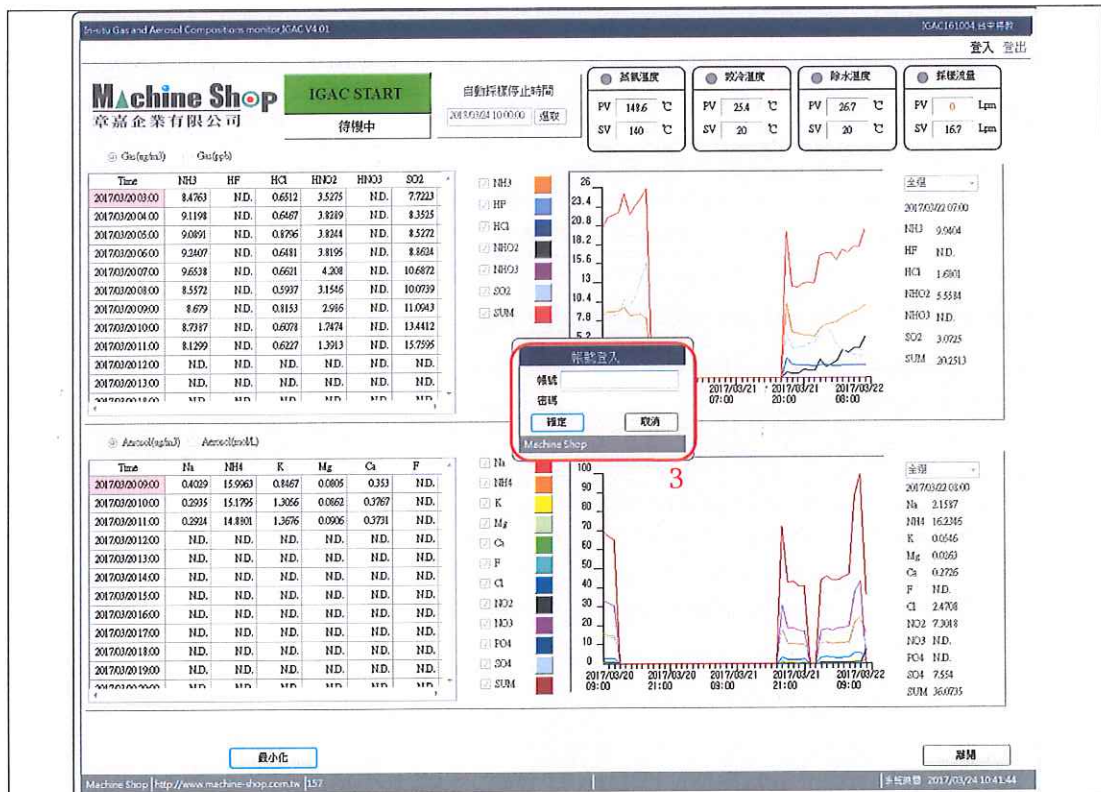 In-situ Gas and Aerosol Compositions monitor,IGAC V4.01
IGAC161004.台中楊教
登入 登出
Machine Shop
章嘉企業有限公司
IGAC START
待機中
自動採樣停止時間
2018/03/24 10:00:00 選取
蒸氣溫度
PV 148.6 ℃
SV 140 ℃
致冷溫度
PV 25.4 ℃
SV 20 ℃
除水溫度
PV 26.7 ℃
SV 20 ℃
採樣流量
PV 0 Lpm
SV 16.7 Lpm
Gas(ug/m3) Gas(ppb)
Time NH3 HF HCl HNO2 HNO3 SO2
2017/03/20 03:00 8.4763 N.D. 0.6512 3.5275 N.D. 7.7223
2017/03/20 04:00 9.1198 N.D. 0.6467 3.8289 N.D. 8.3525
2017/03/20 05:00 9.0891 N.D. 0.8796 3.8244 N.D. 8.5272
2017/03/20 06:00 9.2407 N.D. 0.6481 3.8195 N.D. 8.8624
2017/03/20 07:00 9.6538 N.D. 0.6621 4.208 N.D. 10.6872
2017/03/20 08:00 8.5572 N.D. 0.5937 3.1546 N.D. 10.0739
2017/03/20 09:00 8.679 N.D. 0.8153 2.986 N.D. 11.0943
2017/03/20 10:00 8.7387 N.D. 0.6078 1.7474 N.D. 13.4412
2017/03/20 11:00 8.1299 N.D. 0.6227 1.3913 N.D. 15.7595
2017/03/20 12:00 N.D. N.D. N.D. N.D. N.D. N.D.
2017/03/20 13:00 N.D. N.D. N.D. N.D. N.D. N.D.
NH3
HF
HCl
NHO2
NHO3
SO2
SUM
26
23.4
20.8
18.2
15.6
13
10.4
7.8
5.2
2017/03/21 07:00
2017/03/21 20:00
2017/03/22 08:00
全選
2017/03/22 07:00
NH3 9.9404
HF N.D.
HCl 1.6801
NHO2 5.5584
NHO3 N.D.
SO2 3.0725
SUM 20.2513
帳號登入
帳號
密碼
確定 取消
Machine Shop
3
Aerosol(ug/m3) Aerosol(mol/L)
Time Na NH4 K Mg Ca F
2017/03/20 09:00 0.4029 15.9963 0.8467 0.0805 0.353 N.D.
2017/03/20 10:00 0.2935 15.1795 1.3066 0.0862 0.3767 N.D.
2017/03/20 11:00 0.2924 14.8801 1.3676 0.0906 0.3731 N.D.
2017/03/20 12:00 N.D. N.D. N.D. N.D. N.D. N.D.
2017/03/20 13:00 N.D. N.D. N.D. N.D. N.D. N.D.
2017/03/20 14:00 N.D. N.D. N.D. N.D. N.D. N.D.
2017/03/20 15:00 N.D. N.D. N.D. N.D. N.D. N.D.
2017/03/20 16:00 N.D. N.D. N.D. N.D. N.D. N.D.
2017/03/20 17:00 N.D. N.D. N.D. N.D. N.D. N.D.
2017/03/20 18:00 N.D. N.D. N.D. N.D. N.D. N.D.
2017/03/20 19:00 N.D. N.D. N.D. N.D. N.D. N.D.
Na
NH4
K
Mg
Ca
F
Cl
NO2
NO3
PO4
SO4
SUM
100
90
80
70
60
50
40
30
20
10
0
2017/03/20 09:00
2017/03/20 21:00
2017/03/21 09:00
2017/03/21 21:00
2017/03/22 09:00
全選
2017/03/22 08:00
Na 2.1587
NH4 16.2346
K 0.0646
Mg 0.0263
Ca 0.2726
F N.D.
Cl 2.4708
NO2 7.3018
NO3 N.D.
PO4 N.D.
SO4 7.554
SUM 36.0735
最小化
離開
Machine Shop http://www.machine-shop.com.tw 157
系統時間 2017/03/24 10:41:44